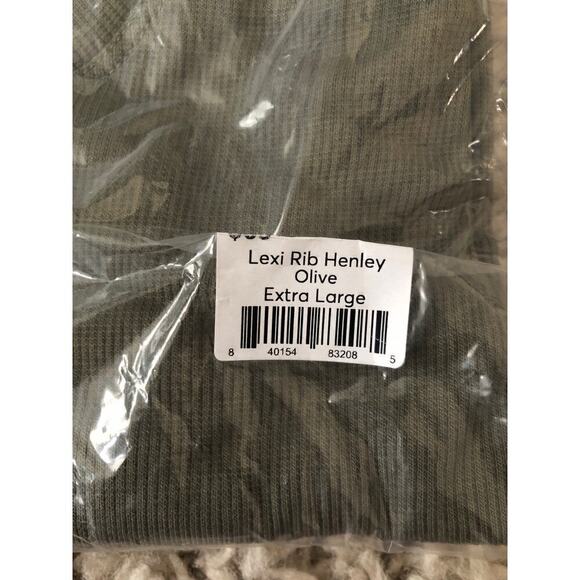 Lexi Rib Henley
Olive
Extra Large
8 40154 83208 5